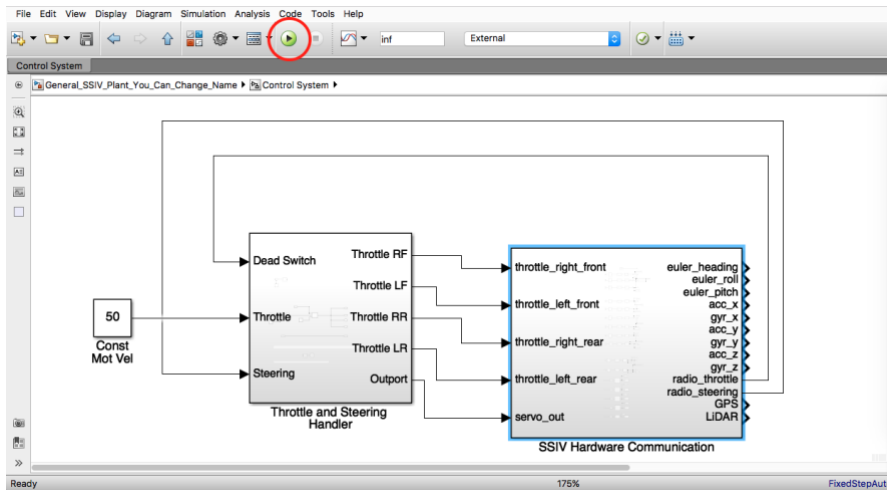 File Edit View Display Diagram Simulation Analysis Code Tools Help
inf
External
Control System
General_SSIV_Plant_You_Can_Change_Name Control System
Dead Switch
Throttle
Steering
Throttle RF
Throttle LF
Throttle RR
Throttle LR
Outport
Throttle and Steering
Handler
50
Const
Mot Vel
throttle_right_front
throttle_left_front
throttle_right_rear
throttle_left_rear
servo_out
euler_heading
euler_roll
euler_pitch
acc_x
gyr_x
acc_y
gyr_y
acc_z
gyr_z
radio_throttle
radio_steering
GPS
LiDAR
SSIV Hardware Communication
Ready
175%
FixedStepAut